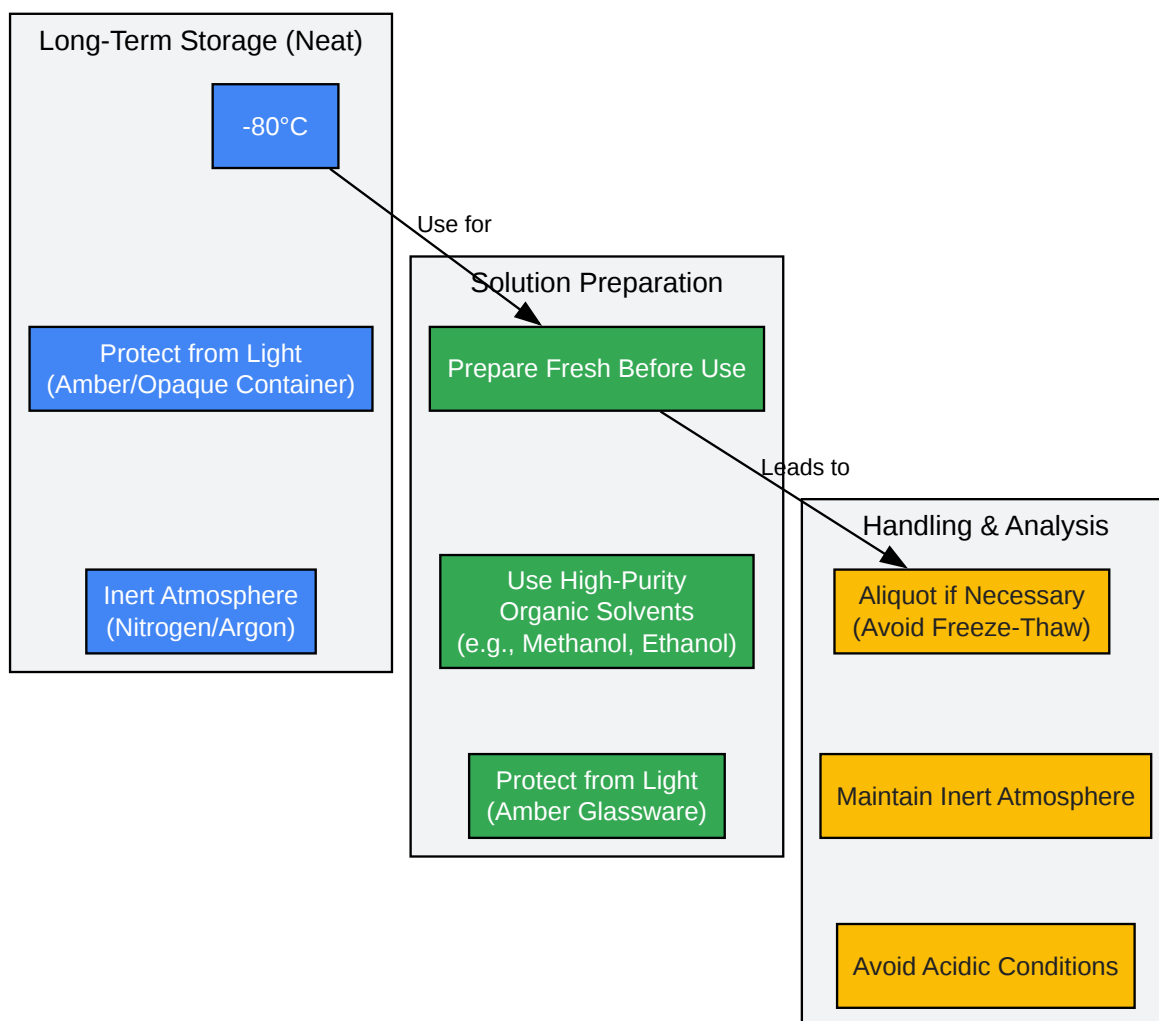 Long-Term Storage (Neat)
-80°C
Use for
Protect from Light
(Amber/Opaque Container)
Inert Atmosphere
(Nitrogen/Argon)
Solution Preparation
Prepare Fresh Before Use
Leads to
Use High-Purity
Organic Solvents
(e.g., Methanol, Ethanol)
Protect from Light
(Amber Glassware)
Handling & Analysis
Aliquot if Necessary
(Avoid Freeze-Thaw)
Maintain Inert Atmosphere
Avoid Acidic Conditions